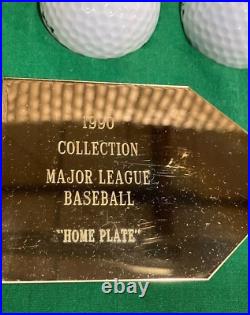 1990
COLLECTION
MAJOR LEAGUE
BASEBALL
"HOME PLATE"